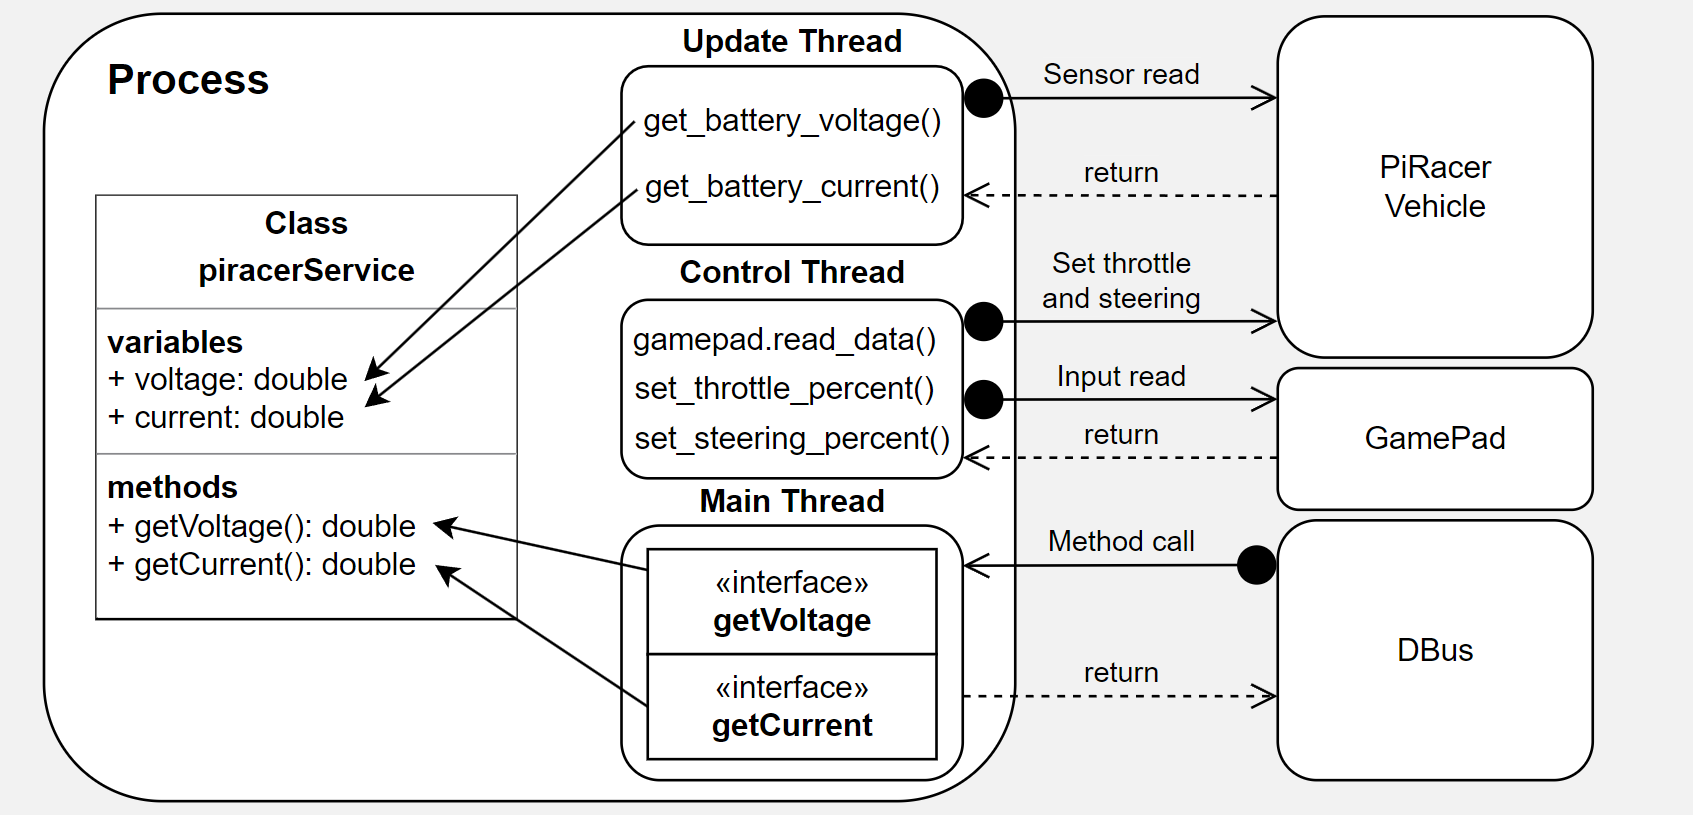 Process
Class
piracerService
variables
+ voltage: double
+ current: double
methods
+ getVoltage(): double
+ getCurrent(): double
Update Thread
get_battery_voltage()
get_battery_current()
Control Thread
gamepad.read_data()
set_throttle_percent()
set_steering_percent()
Main Thread
«interface»
getVoltage
«interface»
getCurrent
Sensor read
return
Set throttle
and steering
Input read
return
Method call
return
PiRacer
Vehicle
GamePad
DBus